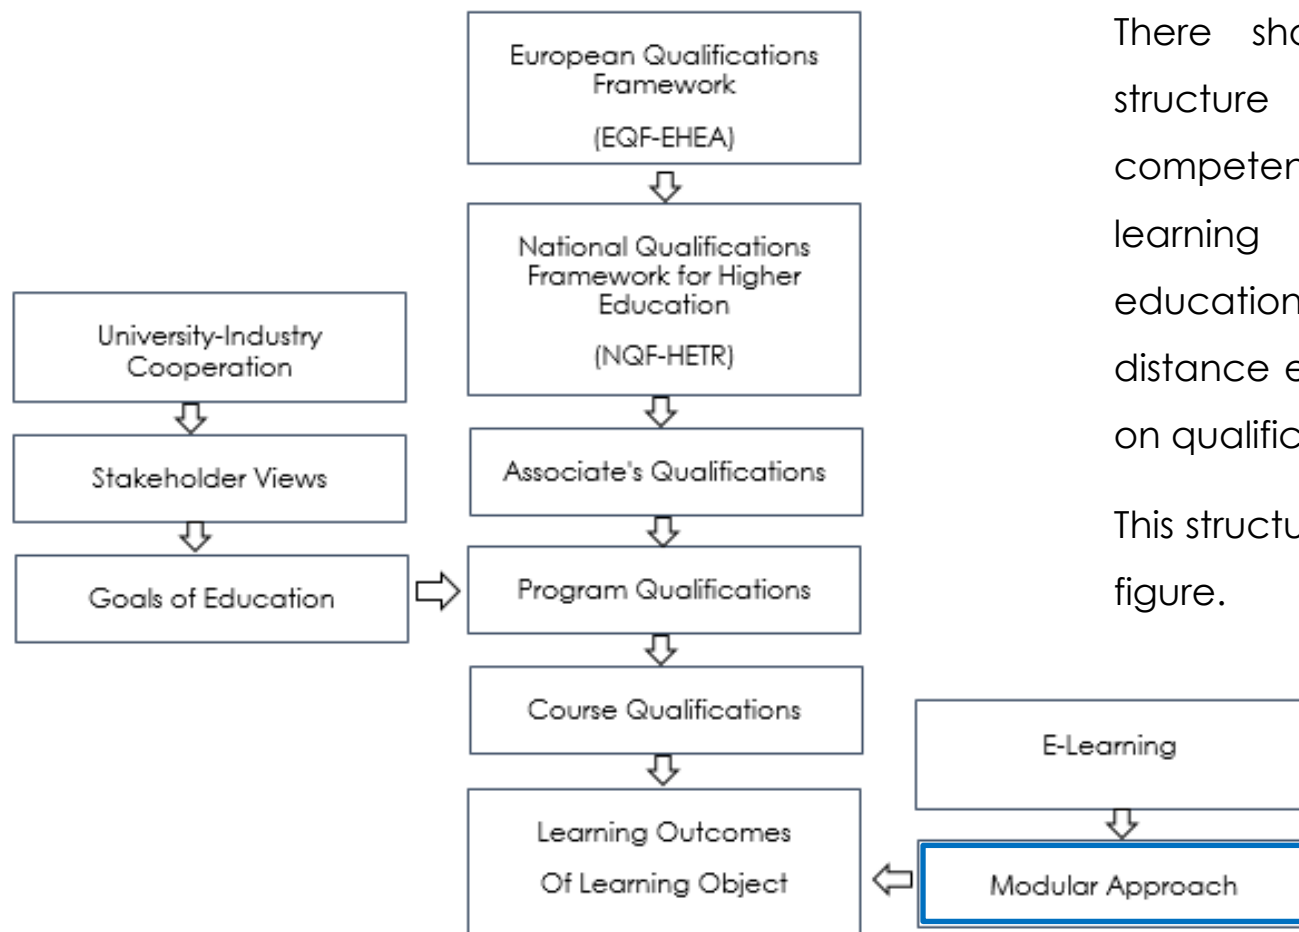 European Qualifications
Framework
(EQF-EHEA)
National Qualifications
Framework for Higher
Education
(NQF-HETR)
University-Industry
Cooperation
Stakeholder Views
Goals of Education
Associate's Qualifications
Program Qualifications
Course Qualifications
Learning Outcomes
Of Learning Object
E-Learning
Modular Approach
There
structure
learning
education
distance
on
This
figure.